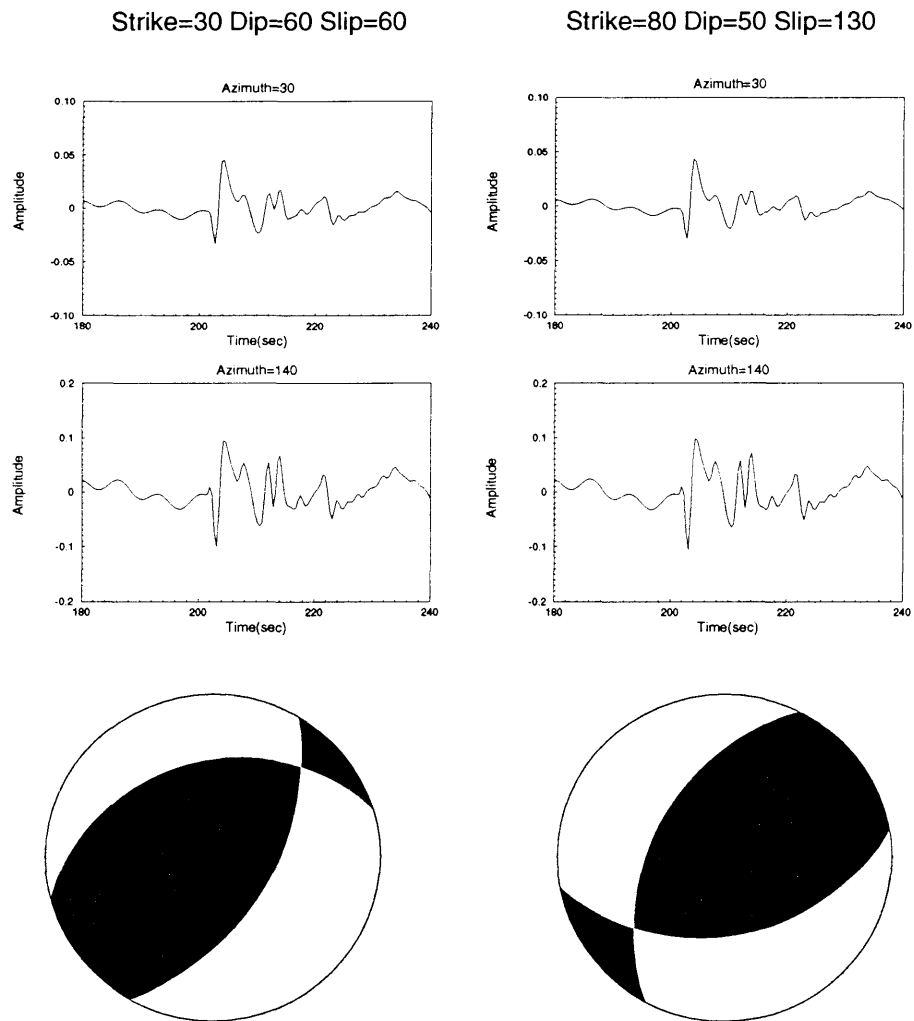 Strike=30 Dip=60 Slip=60
Azimuth=30
0.10
0.05
0
-0.05
-0.10
Amplitude
180
200
220
240
Time(sec)
Azimuth=140
0.2
0.1
0
-0.1
-0.2
Amplitude
180
200
220
240
Time(sec)
Strike=80 Dip=50 Slip=130
Azimuth=30
0.10
0.05
0
-0.05
-0.10
Amplitude
180
200
220
240
Time(sec)
Azimuth=140
0.2
0.1
0
-0.1
-0.2
Amplitude
180
200
220
240
Time(sec)